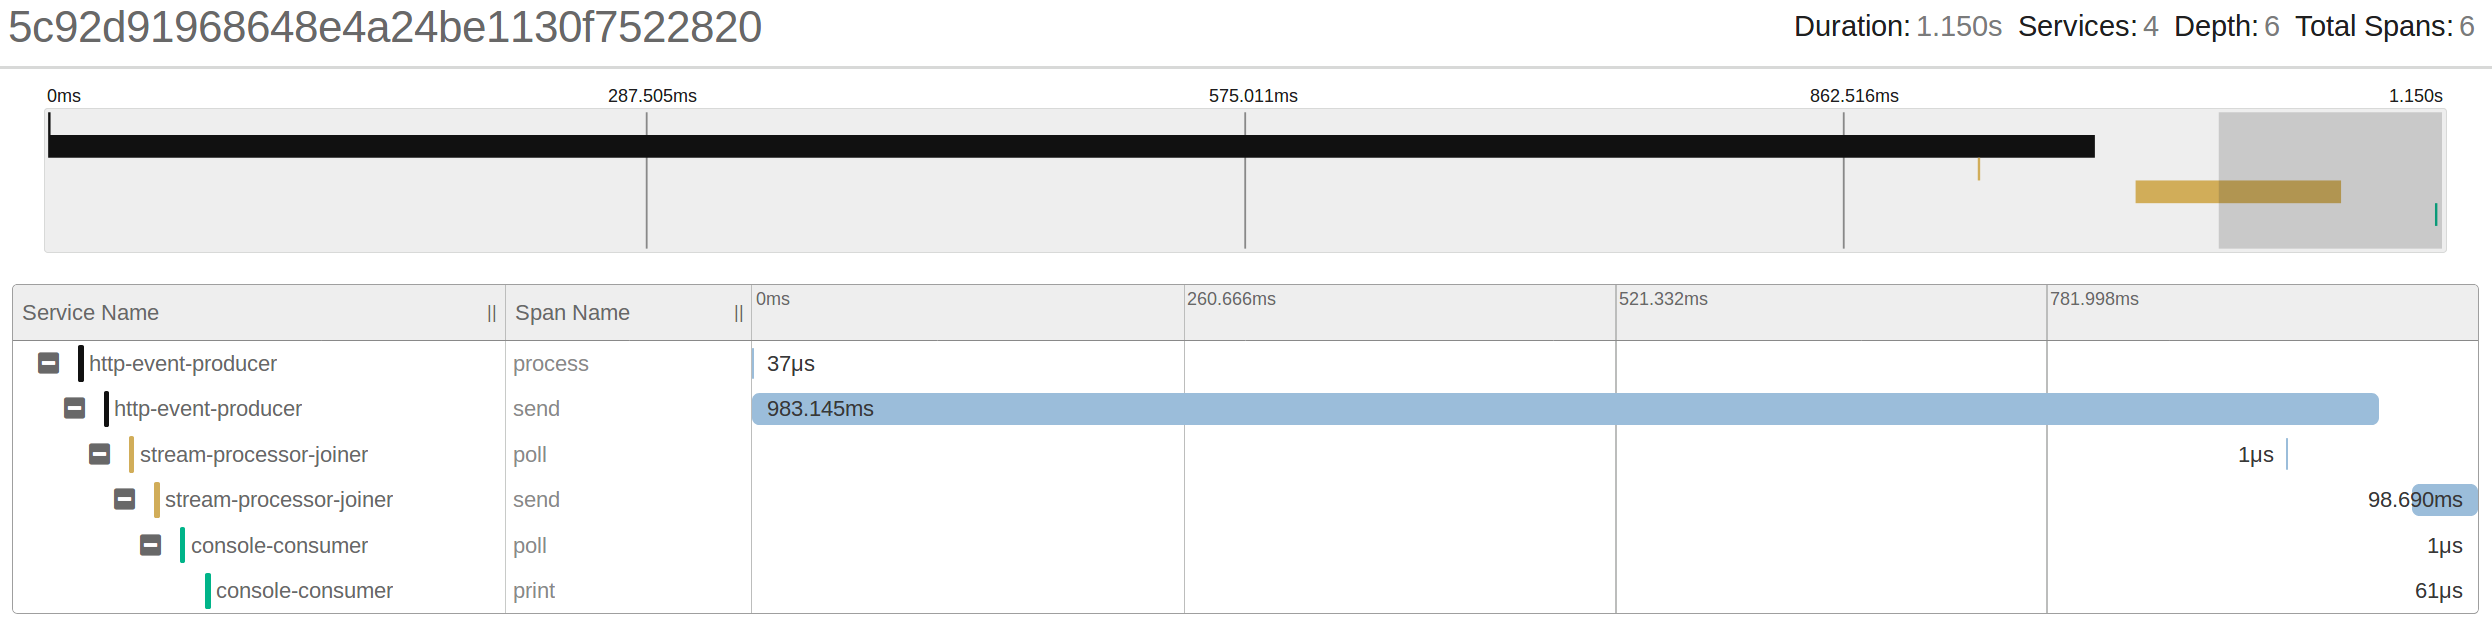 5c92d91968648e4a24be1130f7522820
Duration: 1.150s Services: 4 Depth: 6 Total Spans: 6
0ms 287.505ms 575.011ms 862.516ms 1.150s
Service Name || Span Name || 0ms 260.666ms 521.332ms 781.998ms
http-event-producer process 37μs
http-event-producer send 983.145ms
stream-processor-joiner poll 1μs
stream-processor-joiner send 98.690ms
console-consumer poll 1μs
console-consumer print 61μs